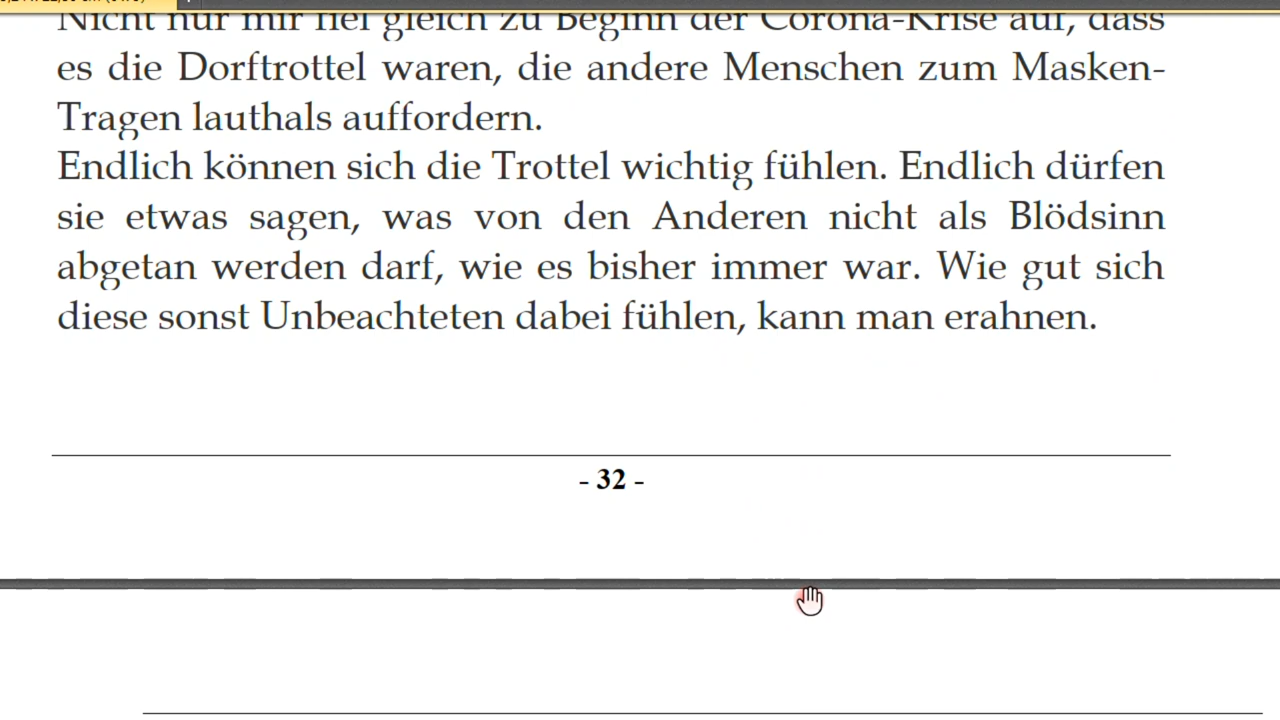 Nicht nur mir fiel gleich zu Beginn der Corona-Krise auf, dass
es die Dorftrottel waren, die andere Menschen zum Masken-
Tragen lauthals auffordern.
Endlich können sich die Trottel wichtig fühlen. Endlich dürfen
sie etwas sagen, was von den Anderen nicht als Blödsinn
abgetan werden darf, wie es bisher immer war. Wie gut sich
diese sonst Unbeachteten dabei fühlen, kann man erahnen.
- 32 -